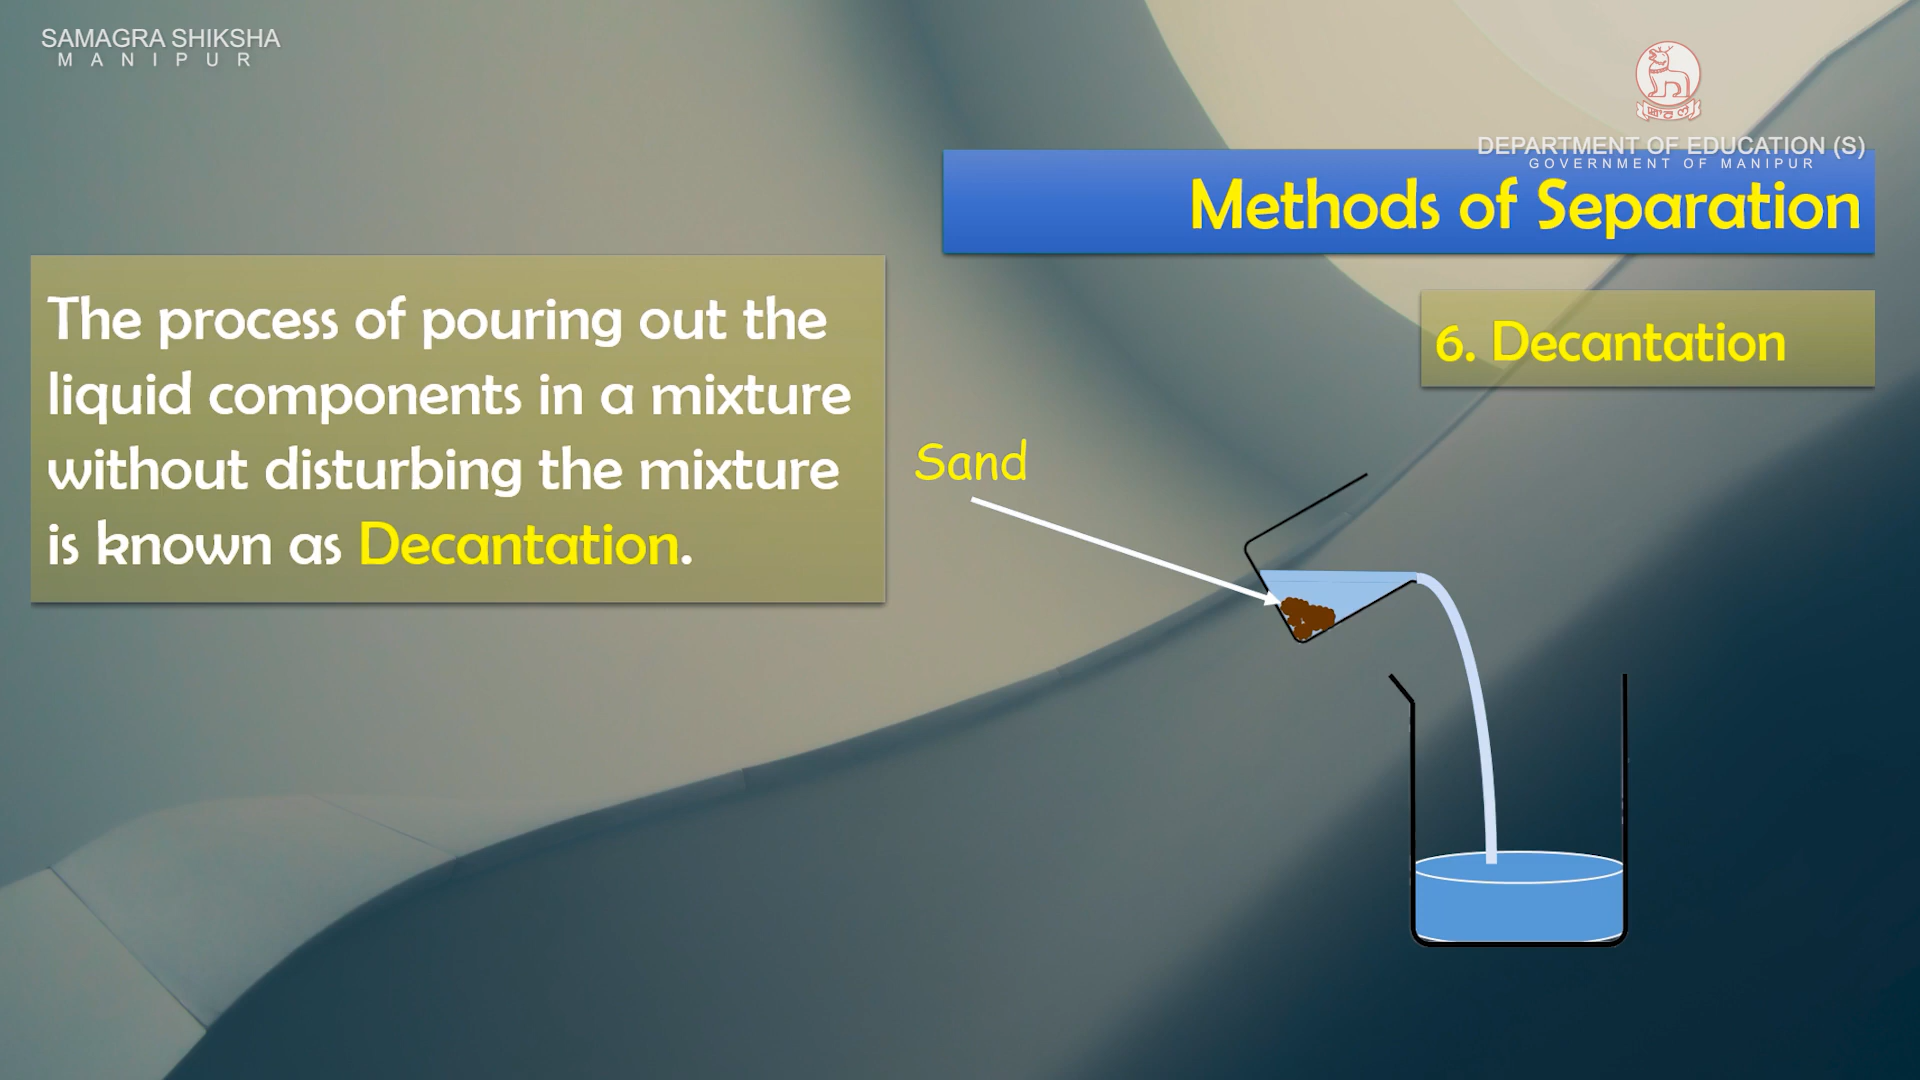 SAMAGRA SHIKSHA
MANIPUR
DEPARTMENT OF EDUCATION (S)
GOVERNMENT OF MANIPUR
Methods of Separation
6. Decantation
The process of pouring out the
liquid components in a mixture
without disturbing the mixture
is known as Decantation.
Sand